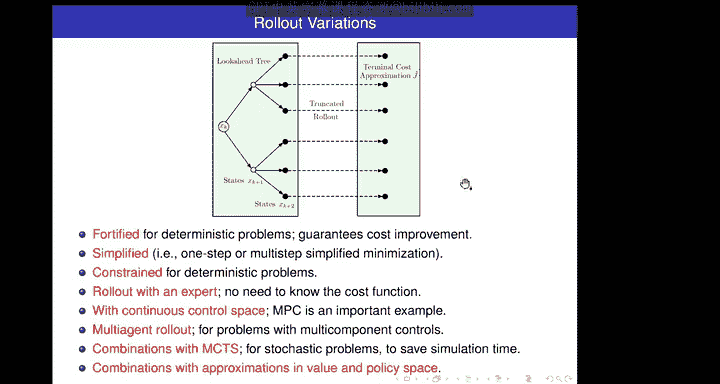 Rollout Variations
Lookahead Tree
Terminal Cost
Approximation J̃
Truncated
Rollout
x_k
States x_{k+1}
States x_{k+2}
Fortified for deterministic problems; guarantees cost improvement.
Simplified (i.e., one-step or multistep simplified minimization).
Constrained for deterministic problems.
Rollout with an expert; no need to know the cost function.
With continuous control space; MPC is an important example.
Multiagent rollout; for problems with multicomponent controls.
Combinations with MCTS; for stochastic problems, to save simulation time.
Combinations with approximations in value and policy space.